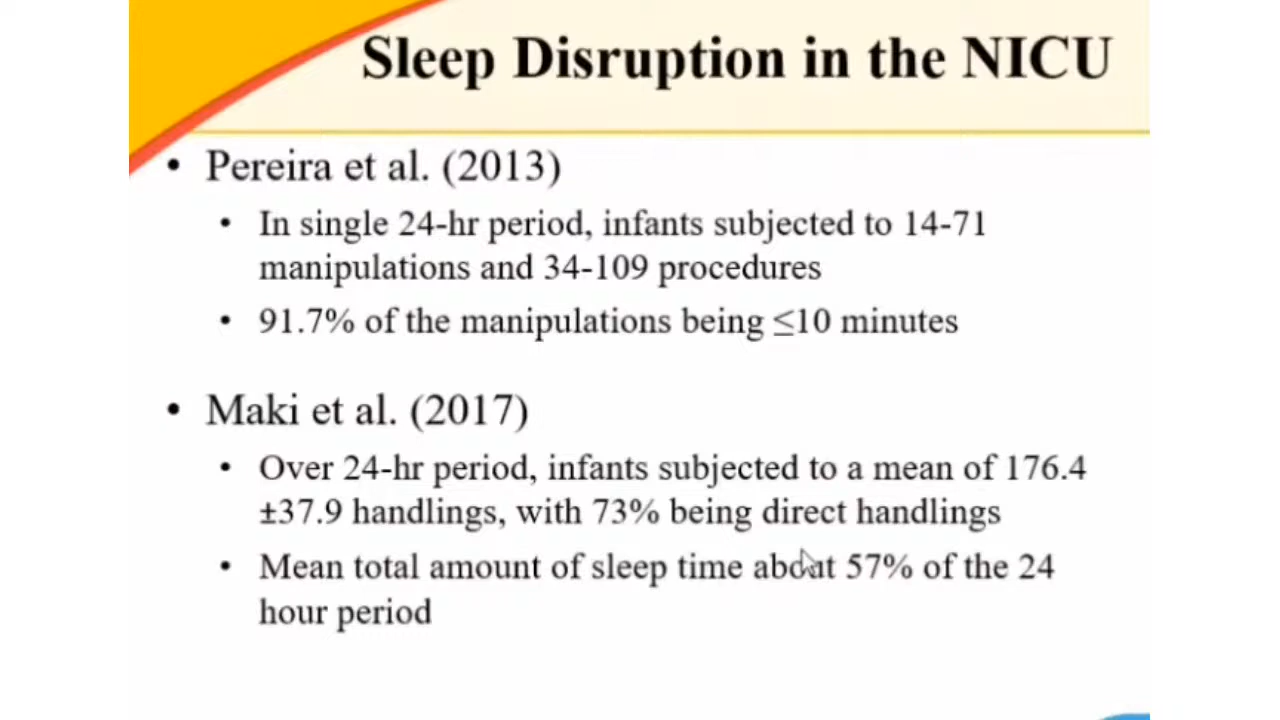 Sleep Disruption in the NICU
• Pereira et al. (2013)
• In single 24-hr period, infants subjected to 14-71
manipulations and 34-109 procedures
• 91.7% of the manipulations being ≤10 minutes
• Maki et al. (2017)
• Over 24-hr period, infants subjected to a mean of 176.4
±37.9 handlings, with 73% being direct handlings
• Mean total amount of sleep time about 57% of the 24
hour period